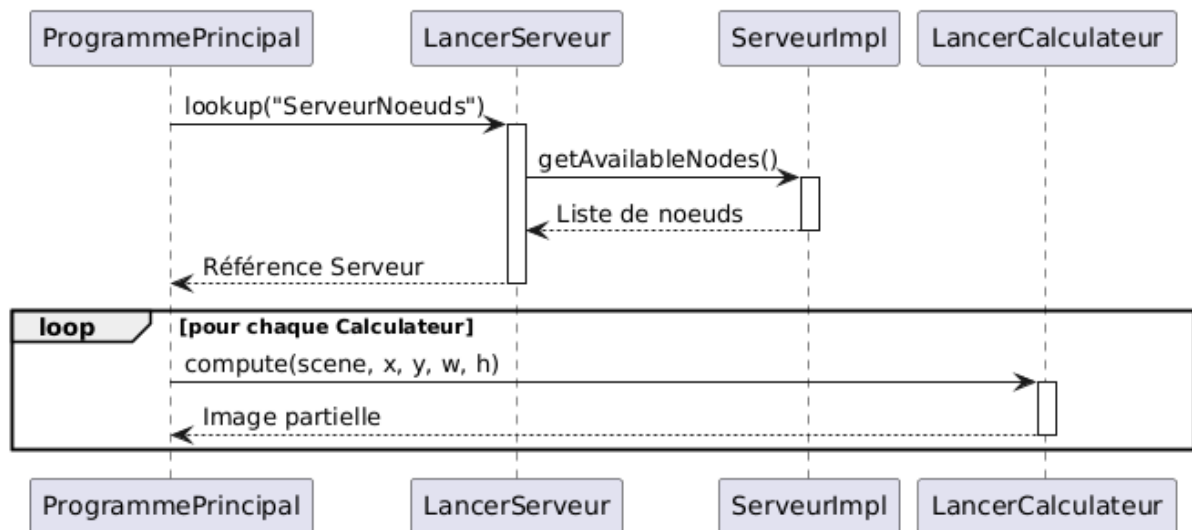 ProgrammePrincipal LancerServeur ServeurImpl LancerCalculateur
lookup("ServeurNoeuds")
getAvailableNodes()
Liste de noeuds
Référence Serveur
loop [pour chaque Calculateur]
compute(scene, x, y, w, h)
Image partielle
ProgrammePrincipal LancerServeur ServeurImpl LancerCalculateur